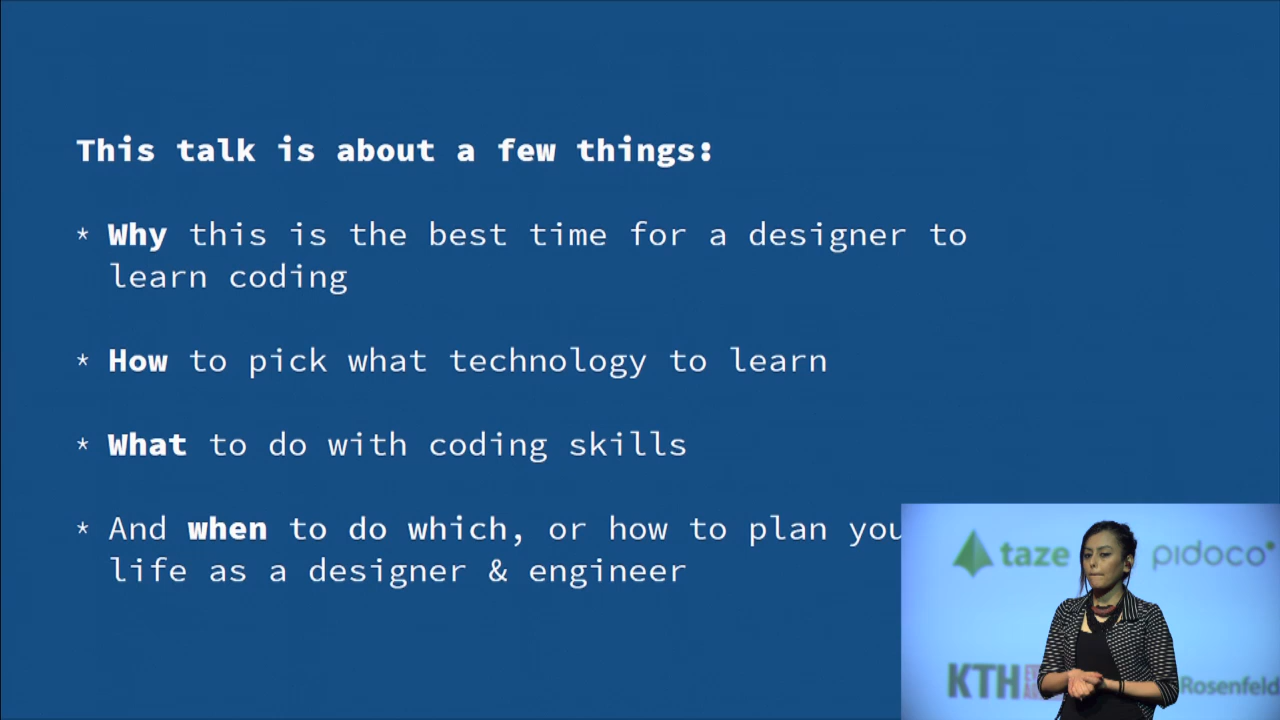 This talk is about a few things:
* Why this is the best time for a designer to
learn coding
* How to pick what technology to learn
* What to do with coding skills
* And when to do which, or how to plan you
life as a designer & engineer
taze
pidoco
KTH
Rosenfeld